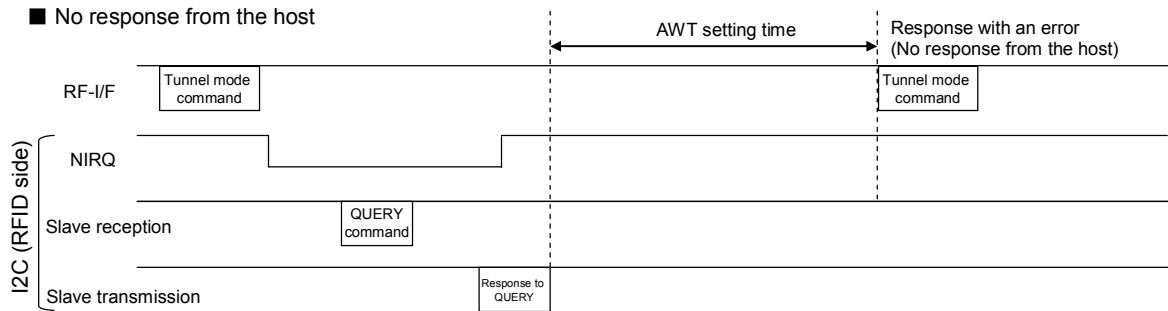 ■ No response from the host
AWT setting time
Response with an error
(No response from the host)
RF-I/F
Tunnel mode
command
Tunnel mode
command
I2C (RFID side)
NIRQ
Slave reception
QUERY
command
Slave transmission
Response to
QUERY